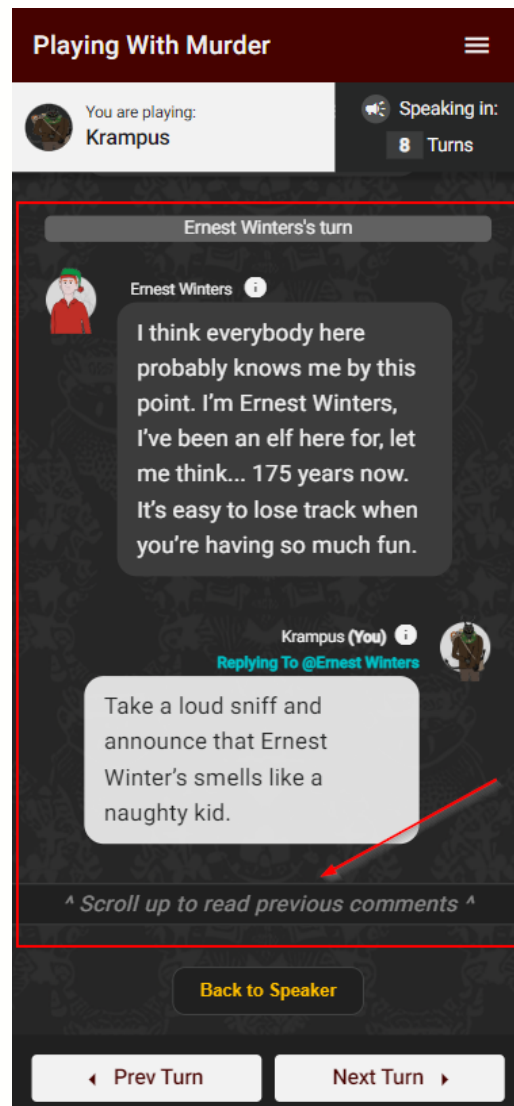 Playing With Murder
You are playing:
Krampus
Speaking in:
8 Turns
Ernest Winters's turn
Ernest Winters i
I think everybody here
probably knows me by this
point. I’m Ernest Winters,
I’ve been an elf here for, let
me think... 175 years now.
It’s easy to lose track when
you’re having so much fun.
Krampus (You) i
Replying To @Ernest Winters
Take a loud sniff and
announce that Ernest
Winter’s smells like a
naughty kid.
^ Scroll up to read previous comments ^
Back to Speaker
Prev Turn
Next Turn